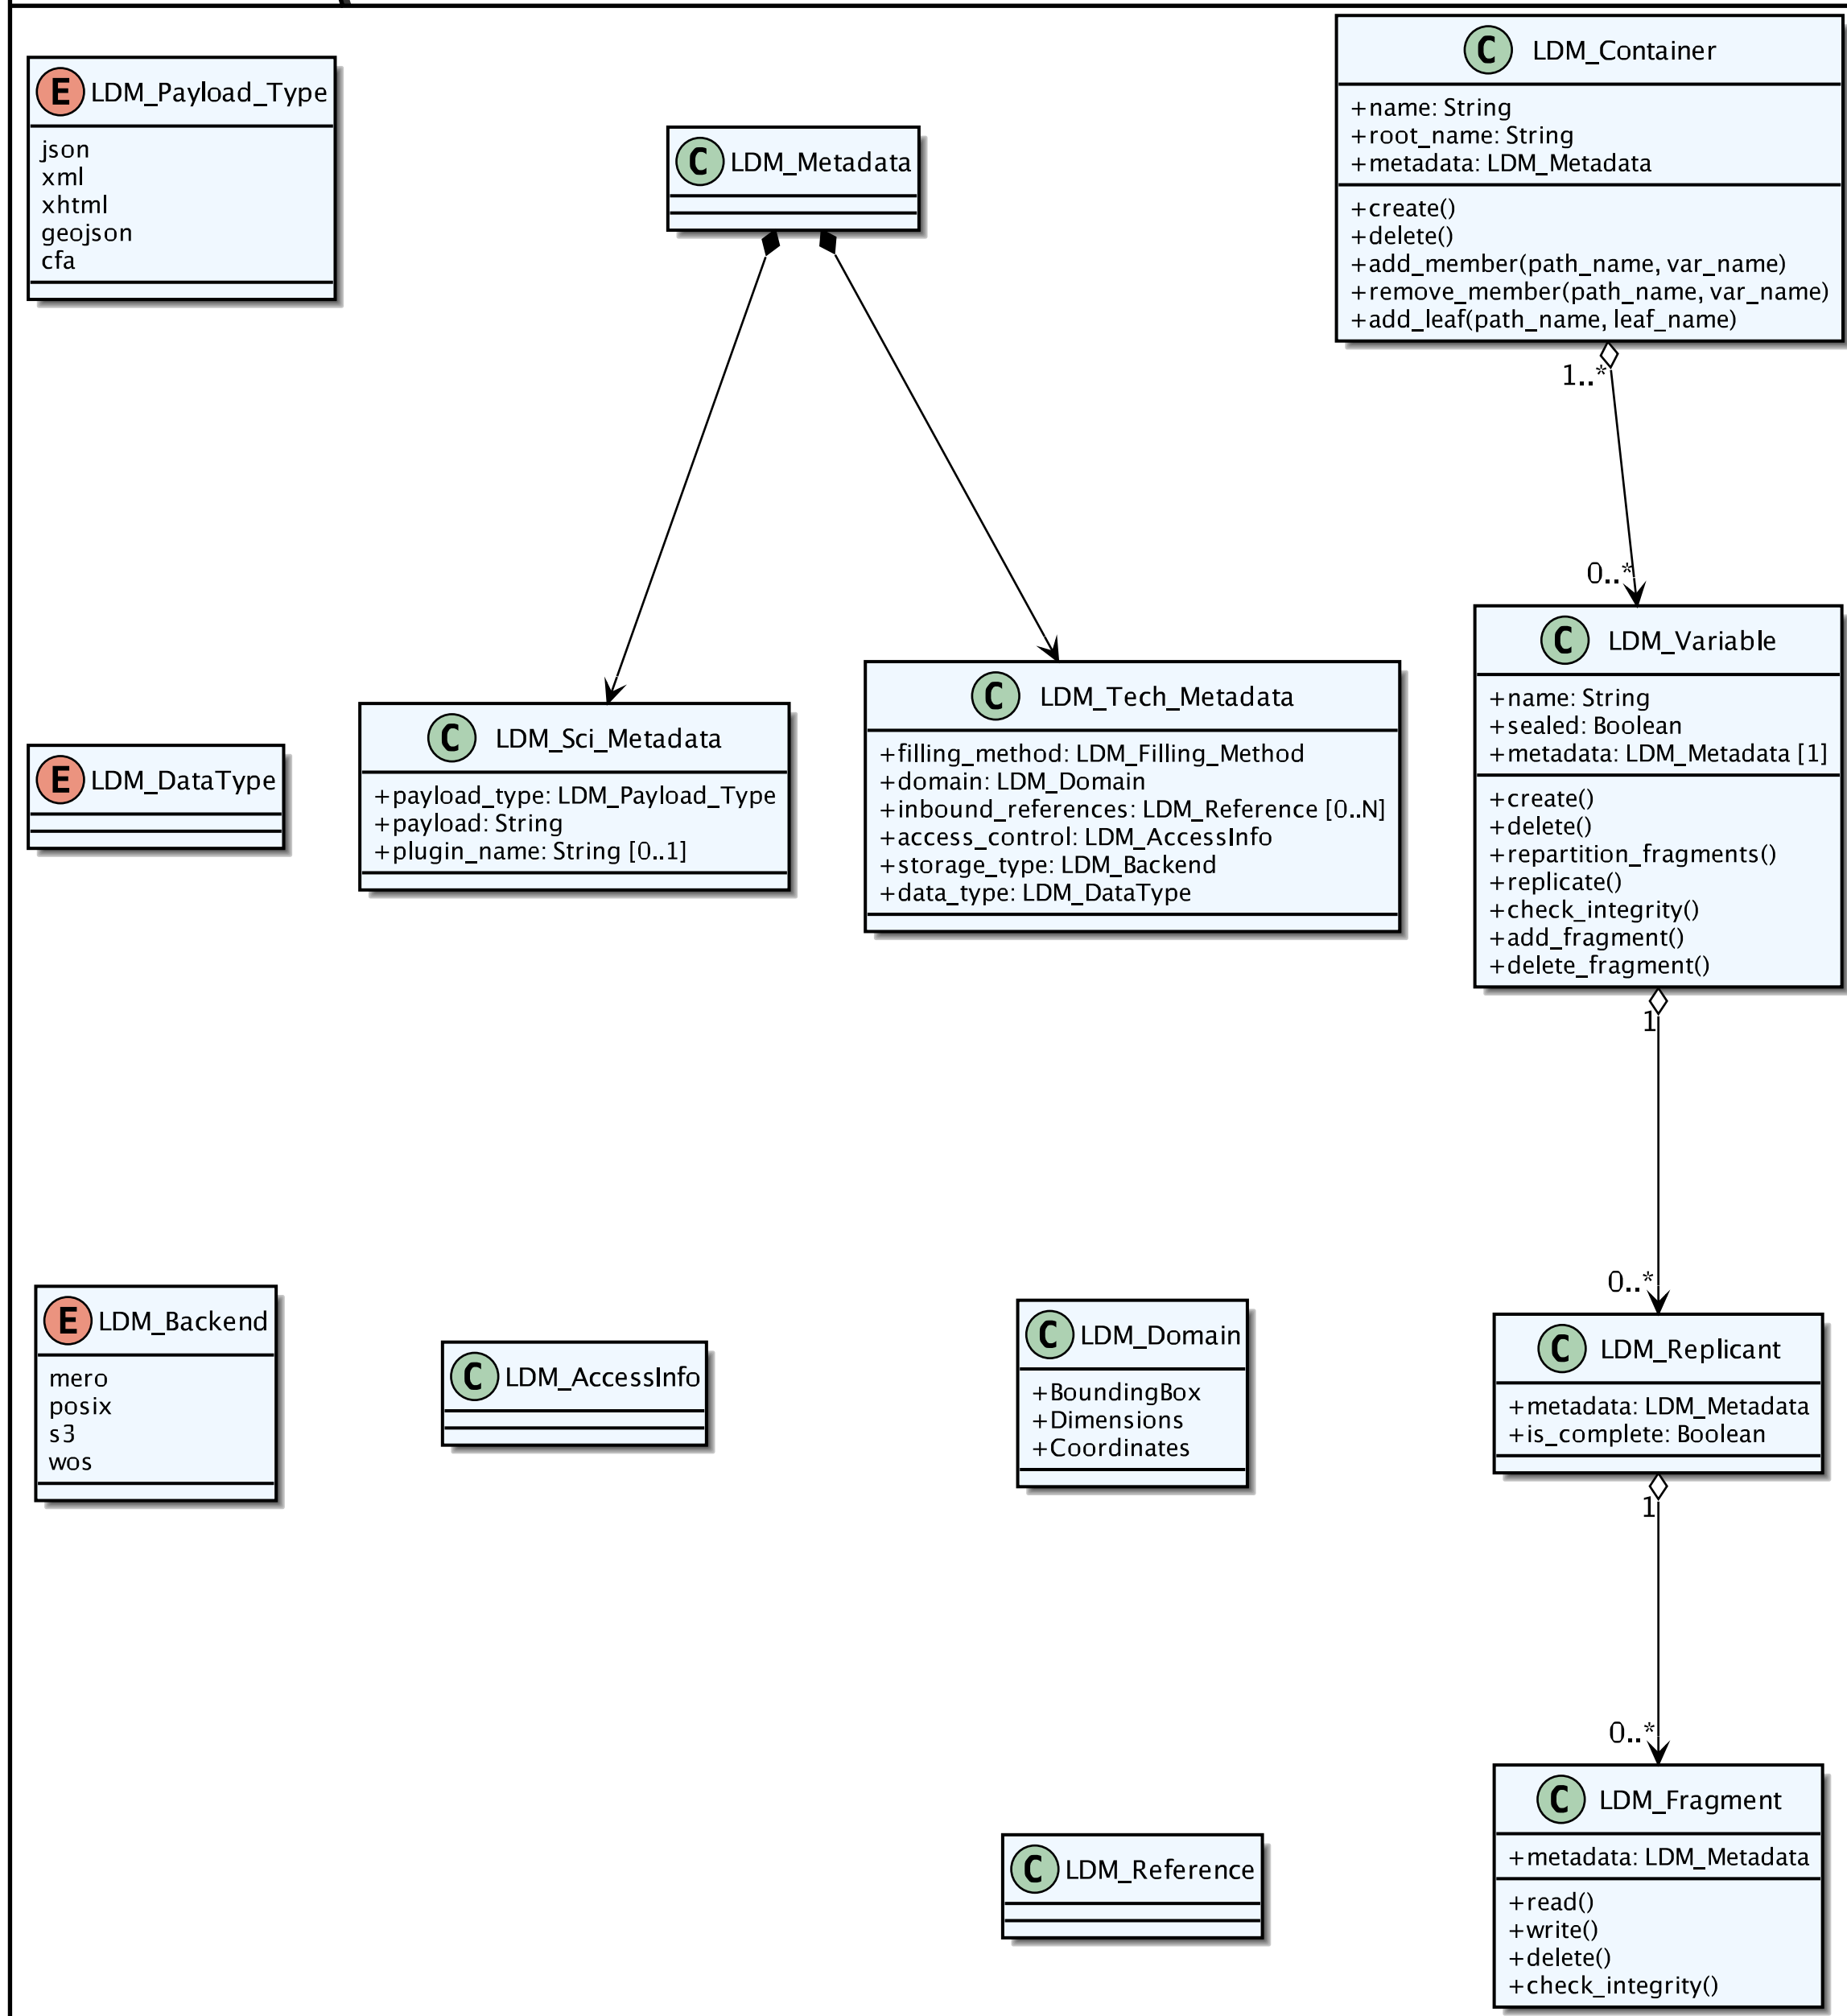 E LDM_Payload_Type
json
xml
xhtml
geojson
cfa
C LDM_Metadata
C LDM_Container
+name: String
+root_name: String
+metadata: LDM_Metadata
+create()
+delete()
+add_member(path_name, var_name)
+remove_member(path_name, var_name)
+add_leaf(path_name, leaf_name)
1..*
0..*
E LDM_DataType
C LDM_Sci_Metadata
+payload_type: LDM_Payload_Type
+payload: String
+plugin_name: String [0..1]
C LDM_Tech_Metadata
+filling_method: LDM_Filling_Method
+domain: LDM_Domain
+inbound_references: LDM_Reference [0..N]
+access_control: LDM_AccessInfo
+storage_type: LDM_Backend
+data_type: LDM_DataType
C LDM_Variable
+name: String
+sealed: Boolean
+metadata: LDM_Metadata [1]
+create()
+delete()
+repartition_fragments()
+replicate()
+check_integrity()
+add_fragment()
+delete_fragment()
1
0..*
E LDM_Backend
mero
posix
s3
wos
C LDM_AccessInfo
C LDM_Domain
+BoundingBox
+Dimensions
+Coordinates
C LDM_Replicant
+metadata: LDM_Metadata
+is_complete: Boolean
1
0..*
C LDM_Reference
C LDM_Fragment
+metadata: LDM_Metadata
+read()
+write()
+delete()
+check_integrity()